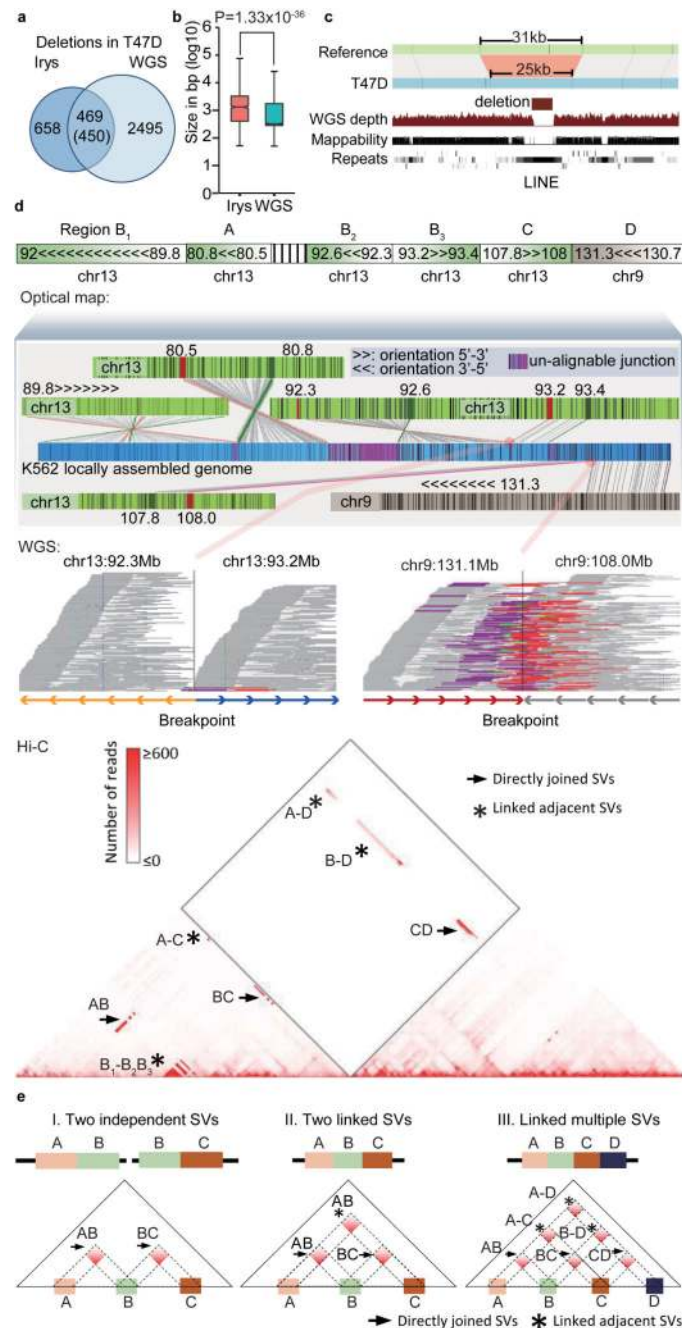 a
Deletions in T47D
Irys WGS
658 469 (450) 2495
b
P=1.33x10-36
Size in bp (log10)
6
5
4
3
2
1
0
Irys WGS
c
31kb
Reference
25kb
T47D
deletion
WGS depth
Mappability
Repeats
LINE
d
Region B1 A B2 B3 C D
92<<<<<<<<<<<<<89.8 80.8<<80.5 92.6<<92.3 93.2>>93.4 107.8>>108 131.3<<<130.7
chr13 chr13 chr13 chr13 chr13 chr9
Optical map:
80.5 80.8
chr13
>>: orientation 5'-3'
<<: orientation 3'-5'
un-alignable junction
89.8>>>>>>>
92.3 92.6 93.2 93.4
chr13 chr13
K562 locally assembled genome
<<<<<<<< 131.3
chr13 chr9
107.8 108.0
WGS:
chr13:92.3Mb chr13:93.2Mb chr9:131.1Mb chr9:108.0Mb
Breakpoint Breakpoint
Hi-C
Number of reads
≥600
≤0
Directly joined SVs
Linked adjacent SVs
A-D
B-D
CD
A-C
AB
BC
B1-B2B3
e
I. Two independent SVs II. Two linked SVs III. Linked multiple SVs
A B B C A B C A B C D
AB BC
A B C
AB
AB BC
A B C
A-D
A-C B-D
AB BC CD
A B C D
Directly joined SVs Linked adjacent SVs